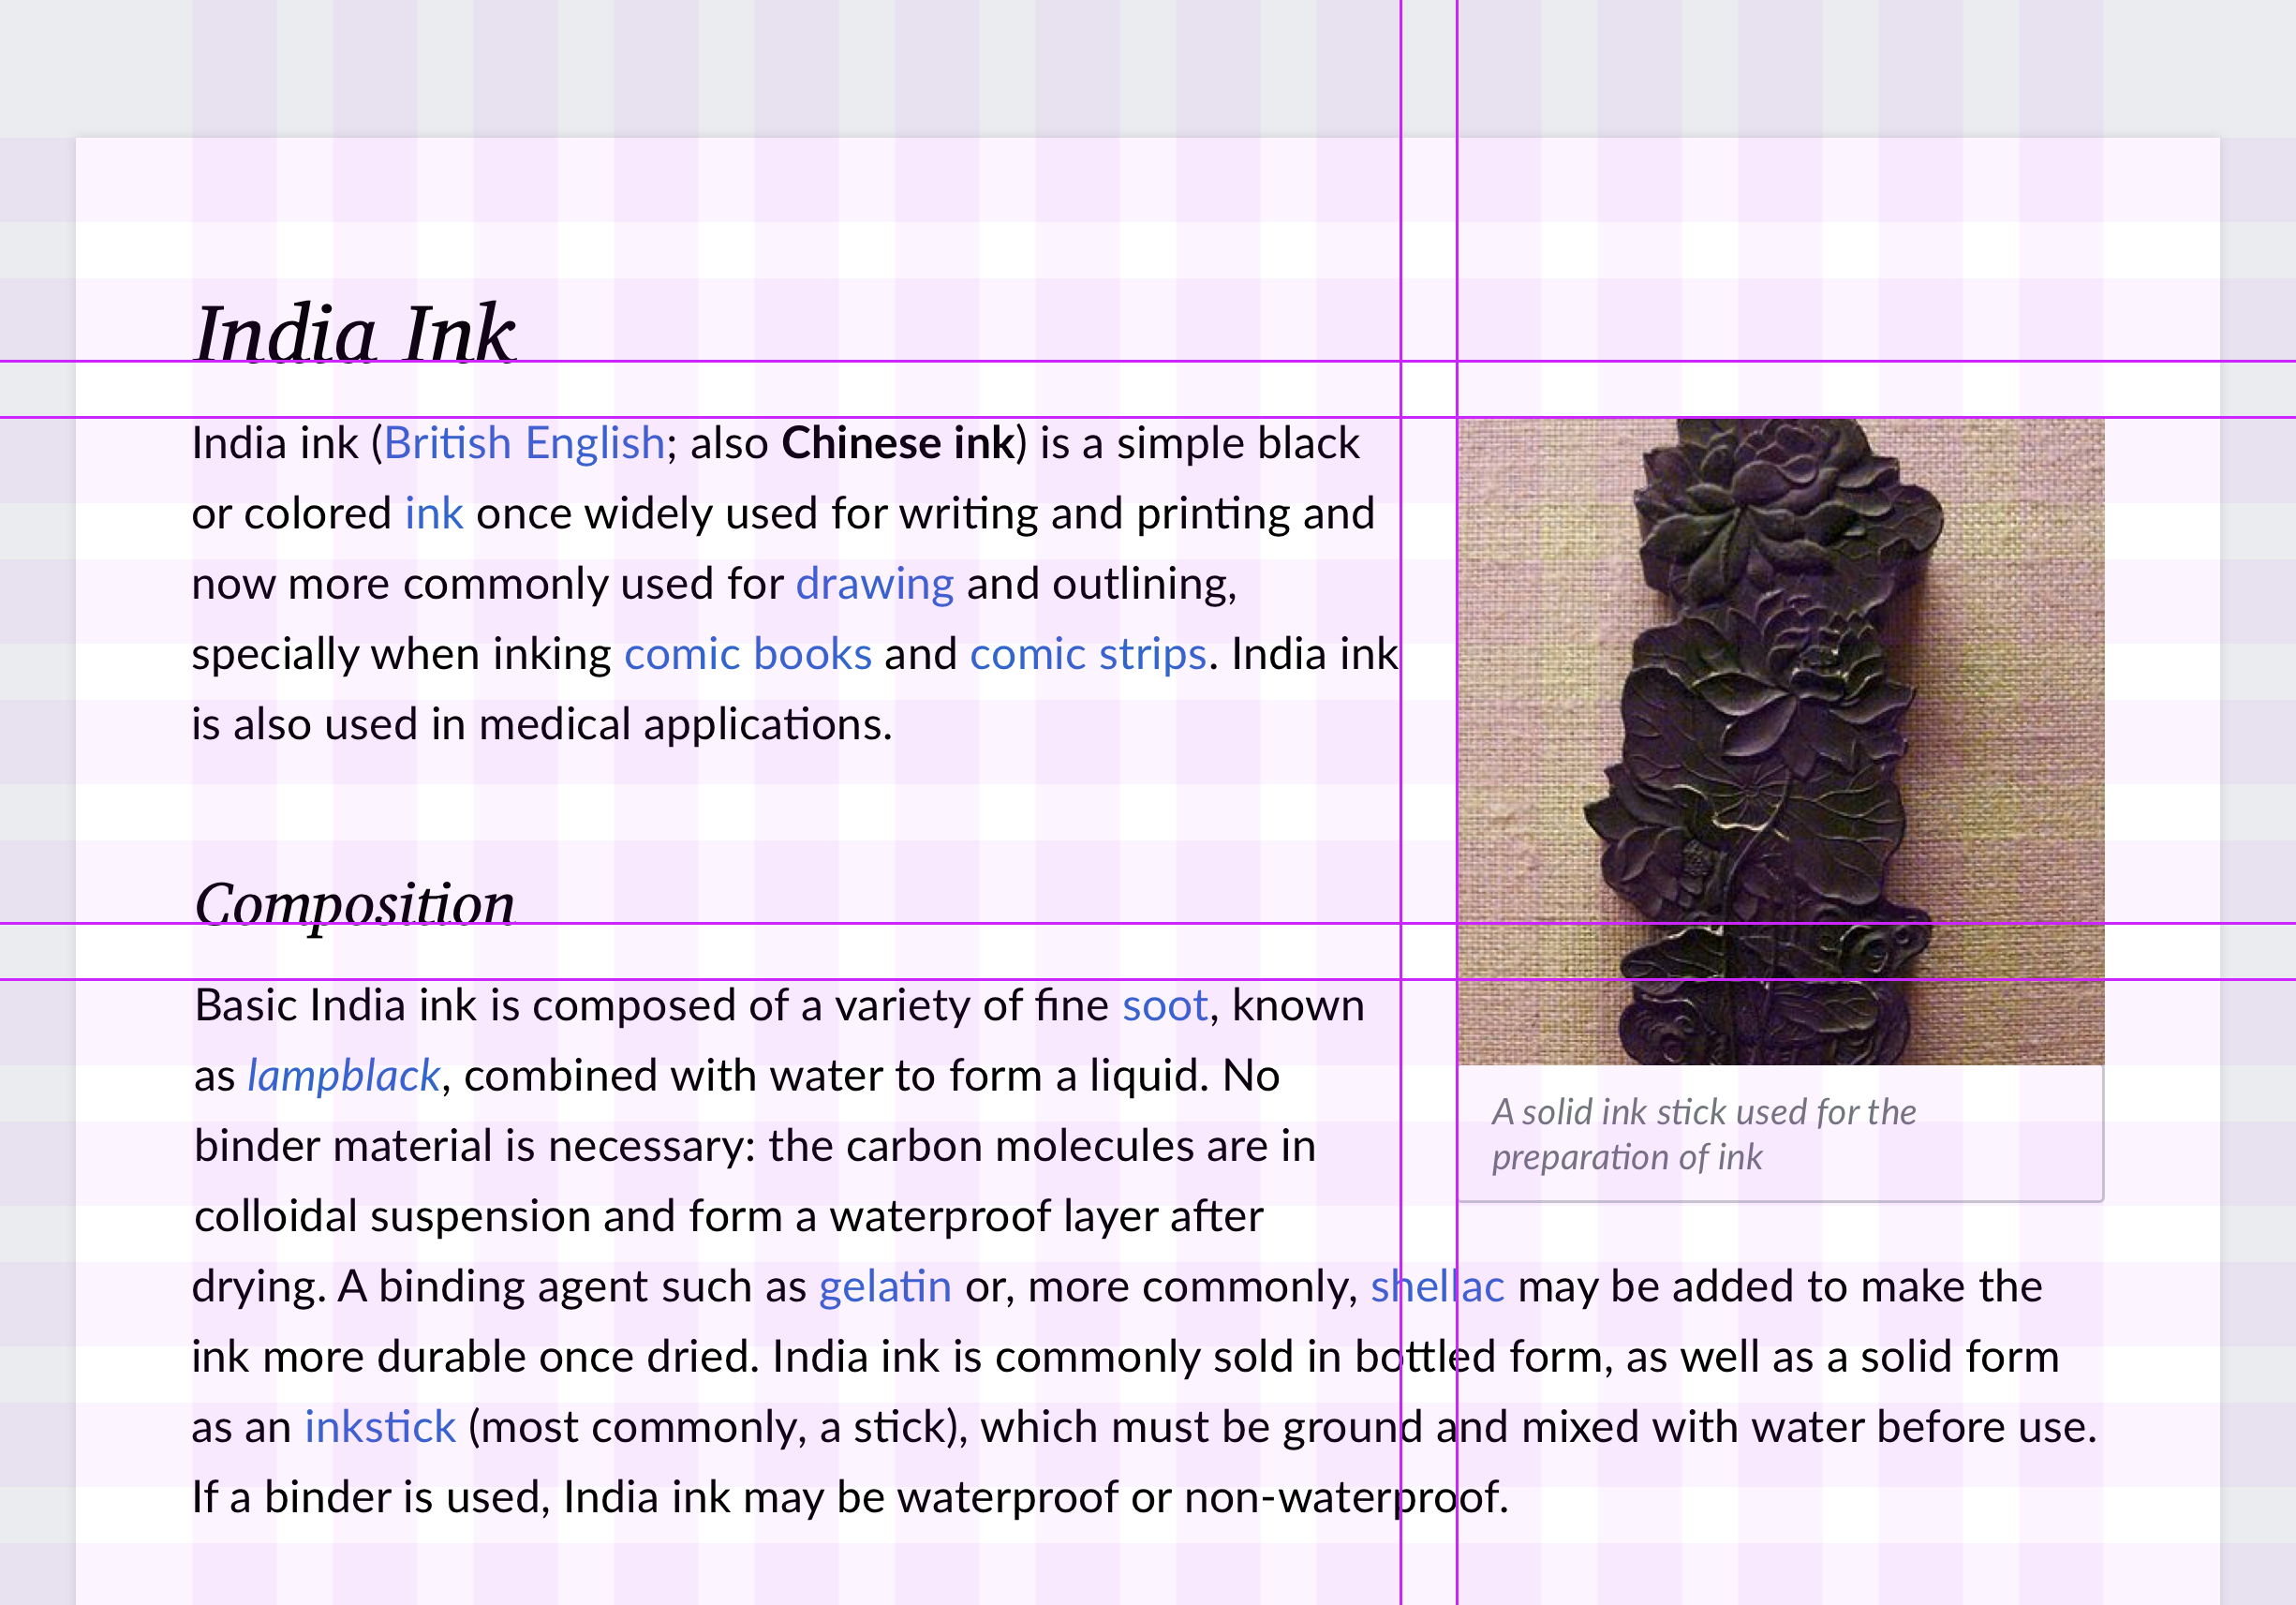 India Ink
India ink (British English; also Chinese ink) is a simple black
or colored ink once widely used for writing and printing and
now more commonly used for drawing and outlining,
specially when inking comic books and comic strips. India ink
is also used in medical applications.
Composition
Basic India ink is composed of a variety of fine soot, known
as lampblack, combined with water to form a liquid. No
binder material is necessary: the carbon molecules are in
colloidal suspension and form a waterproof layer after
drying. A binding agent such as gelatin or, more commonly, shellac may be added to make the
ink more durable once dried. India ink is commonly sold in bottled form, as well as a solid form
as an inkstick (most commonly, a stick), which must be ground and mixed with water before use.
If a binder is used, India ink may be waterproof or non-waterproof.
A solid ink stick used for the
preparation of ink